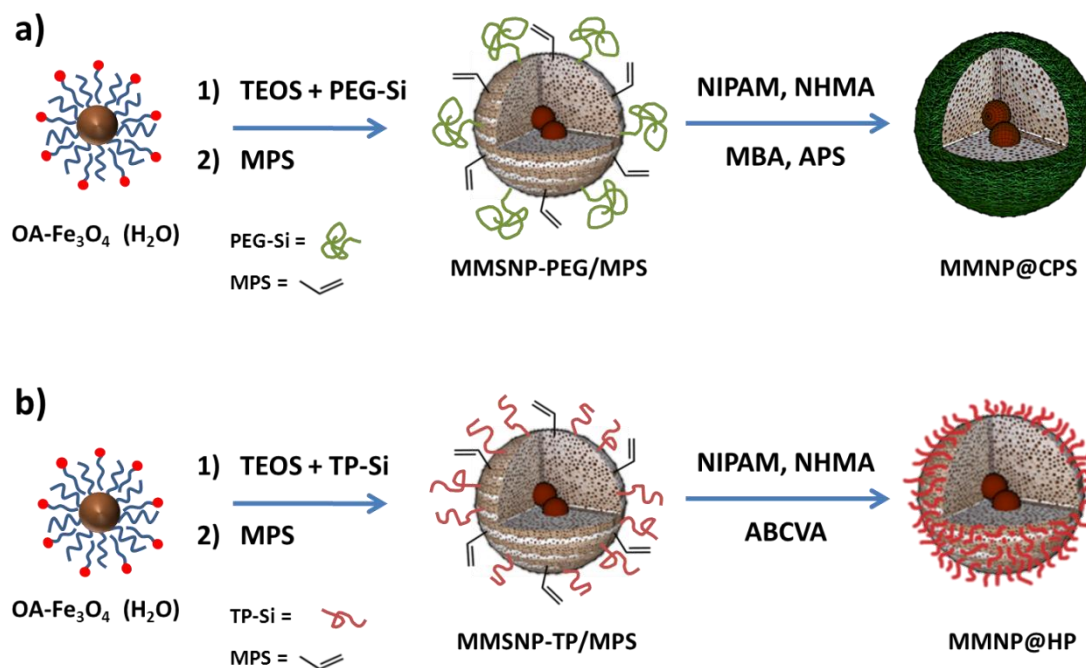 a)
1) TEOS + PEG-Si
2) MPS
NIPAM, NHMA
MBA, APS
OA-Fe₃O₄ (H₂O)
PEG-Si =
MPS =
MMSNP-PEG/MPS
MMNP@CPS
b)
1) TEOS + TP-Si
2) MPS
NIPAM, NHMA
ABCVA
OA-Fe₃O₄ (H₂O)
TP-Si =
MPS =
MMSNP-TP/MPS
MMNP@HP